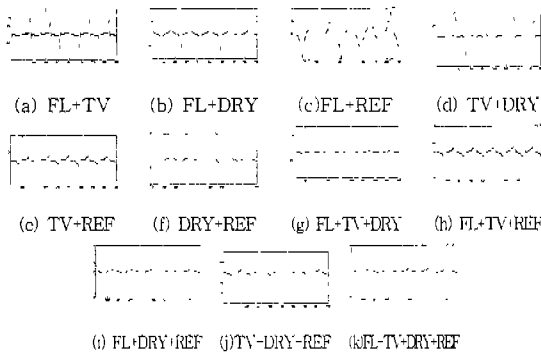 (a) FL+TV
(b) FL+DRY
(c)FL+REF
(d) TV+DRY
(e) TV+REF
(f) DRY+REF
(g) FL+TV+DRY
(h) FL+TV+REF
(i) FL+DRY+REF
(j)TV-DRY-REF
(k)FL-TV+DRY+REF